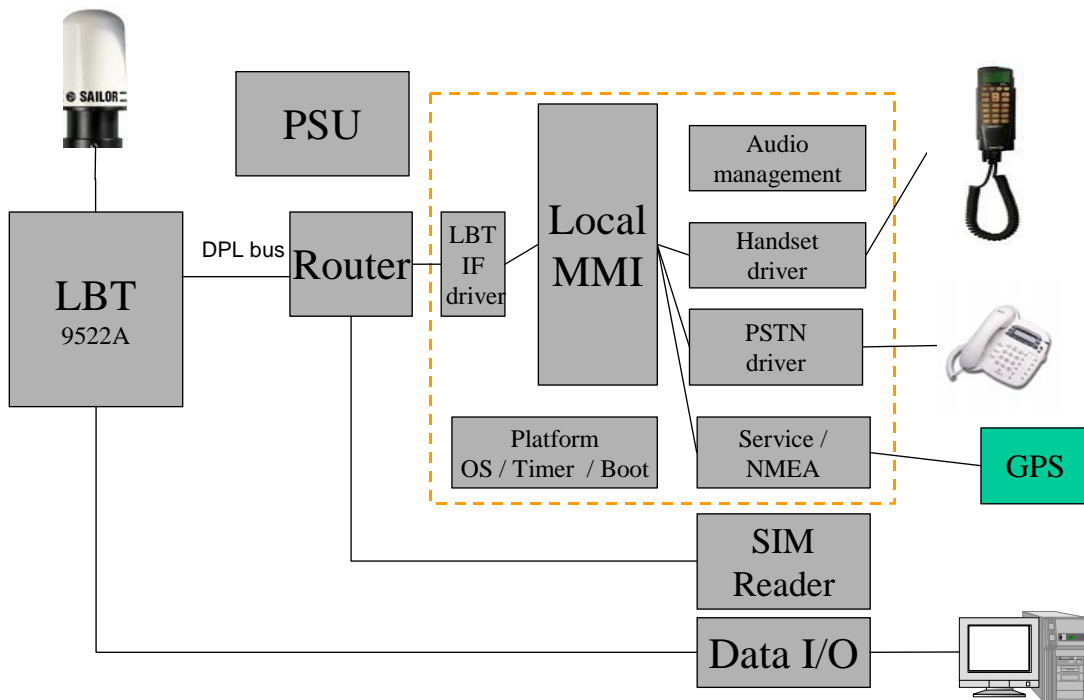 SAILOR
PSU
Audio
management
LBT
9522A
DPL bus
Router
LBT
IF
driver
Local
MMI
Handset
driver
PSTN
driver
Platform
OS / Timer / Boot
Service /
NMEA
GPS
SIM
Reader
Data I/O